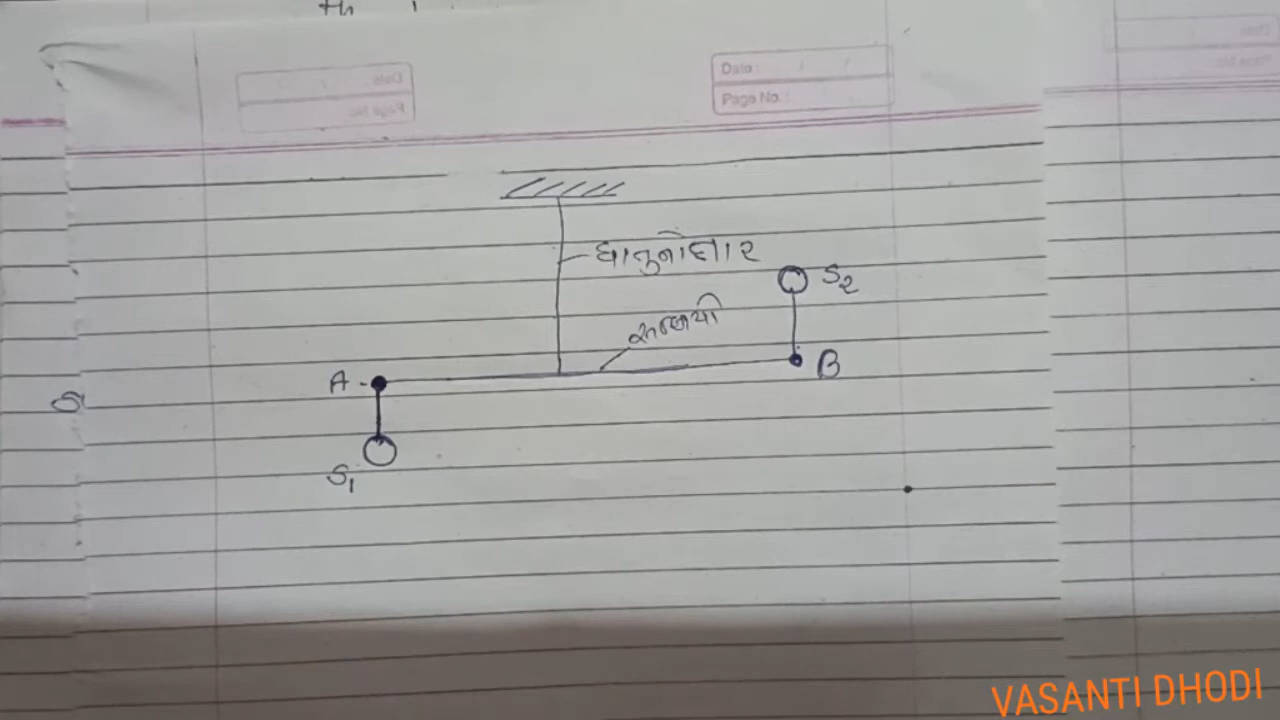 Date : / /
Page No. :
ધાતુનો તાર
S2
A
B
S1
VASANTI DHODI